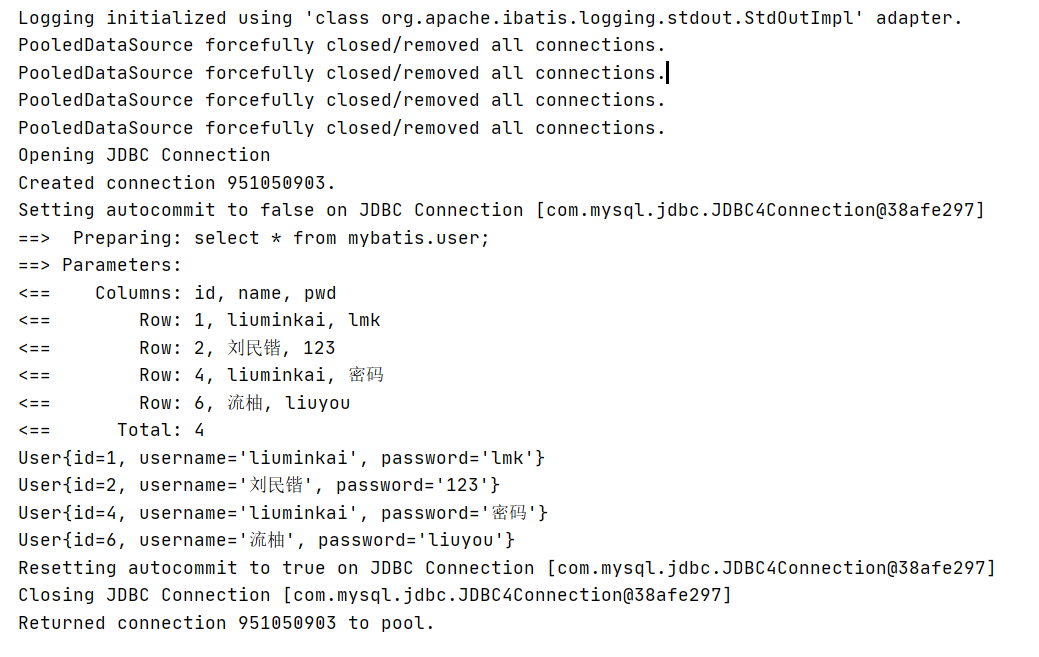 Logging initialized using 'class org.apache.ibatis.logging.stdout.StdOutImpl' adapter.
PooledDataSource forcefully closed/removed all connections.
PooledDataSource forcefully closed/removed all connections.
PooledDataSource forcefully closed/removed all connections.
PooledDataSource forcefully closed/removed all connections.
Opening JDBC Connection
Created connection 951050903.
Setting autocommit to false on JDBC Connection [com.mysql.jdbc.JDBC4Connection@38afe297]
==>  Preparing: select * from mybatis.user;
==> Parameters:
<==    Columns: id, name, pwd
<==        Row: 1, liuminkai, lmk
<==        Row: 2, 刘民锴, 123
<==        Row: 4, liuminkai, 密码
<==        Row: 6, 流柚, liuyou
<==      Total: 4
User{id=1, username='liuminkai', password='lmk'}
User{id=2, username='刘民锴', password='123'}
User{id=4, username='liuminkai', password='密码'}
User{id=6, username='流柚', password='liuyou'}
Resetting autocommit to true on JDBC Connection [com.mysql.jdbc.JDBC4Connection@38afe297]
Closing JDBC Connection [com.mysql.jdbc.JDBC4Connection@38afe297]
Returned connection 951050903 to pool.